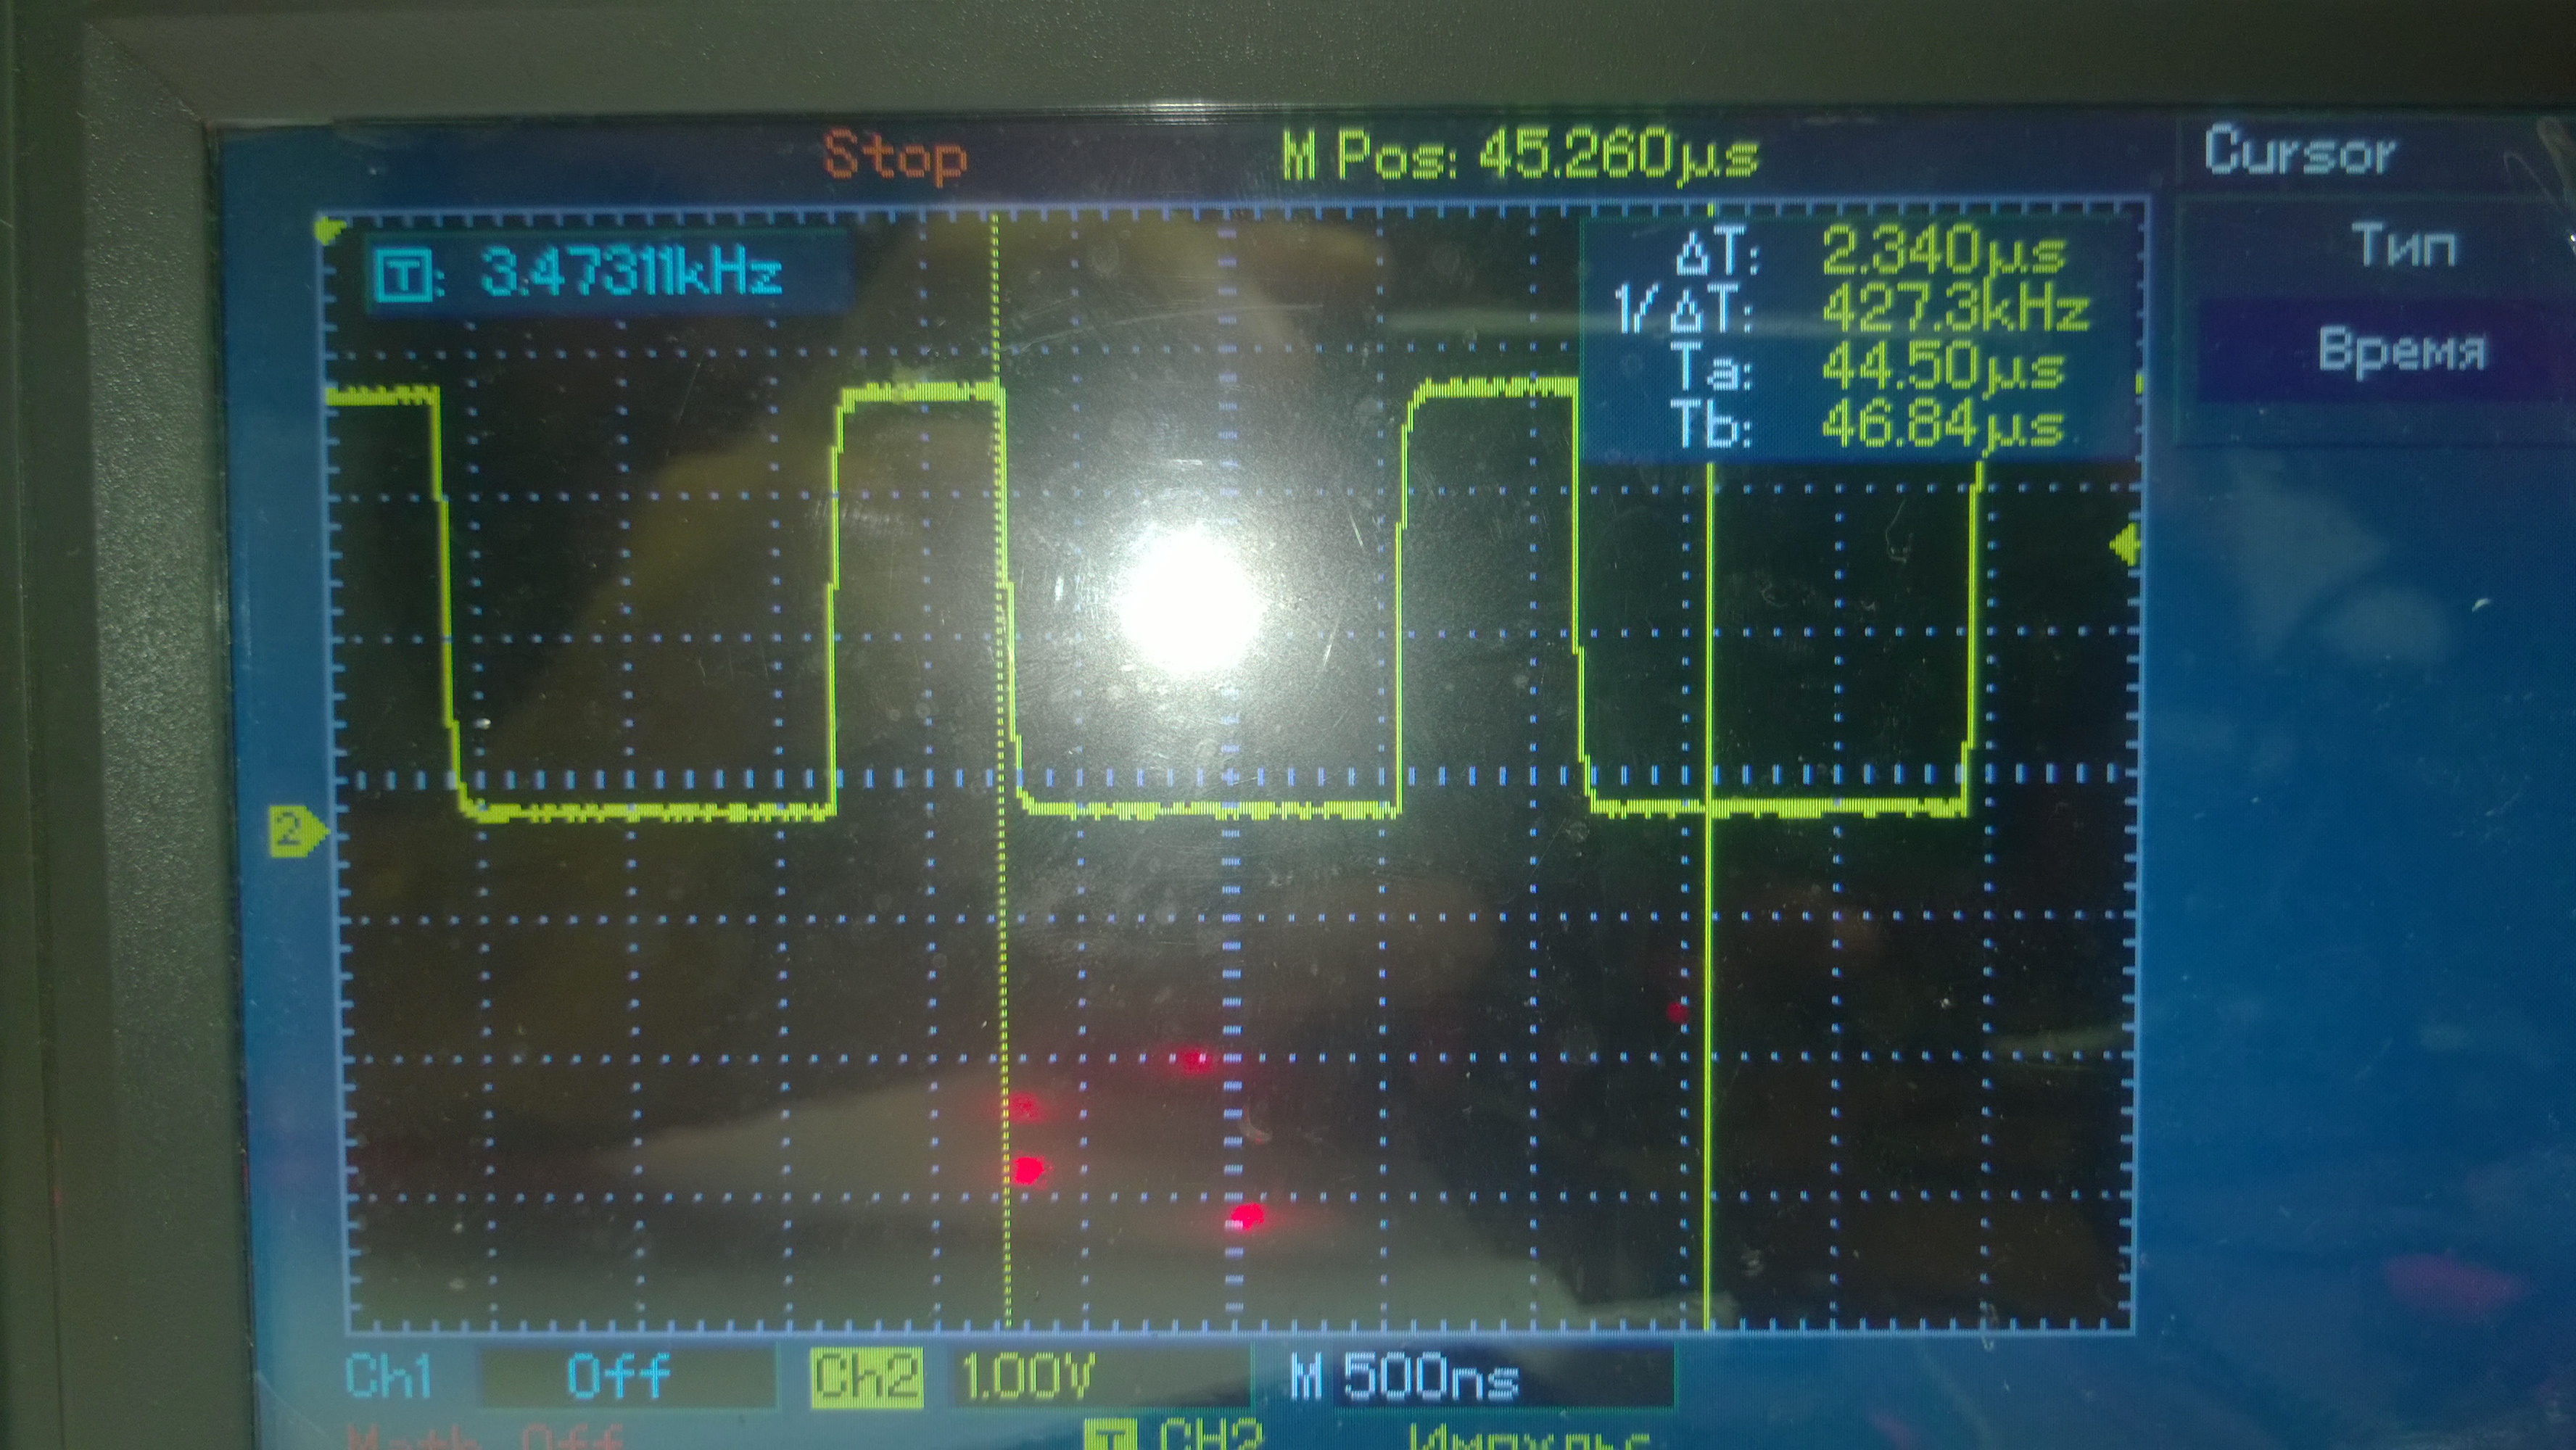 Stop M Pos: 45.260µs Cursor
T: 3.47311kHz
ΔT: 2.340µs
1/ΔT: 427.3kHz
Ta: 44.50µs
Tb: 46.84µs
Тип
Время
2
Ch1 Off Ch2 1.00V M 500ns
Math Off T CH2 Импульс